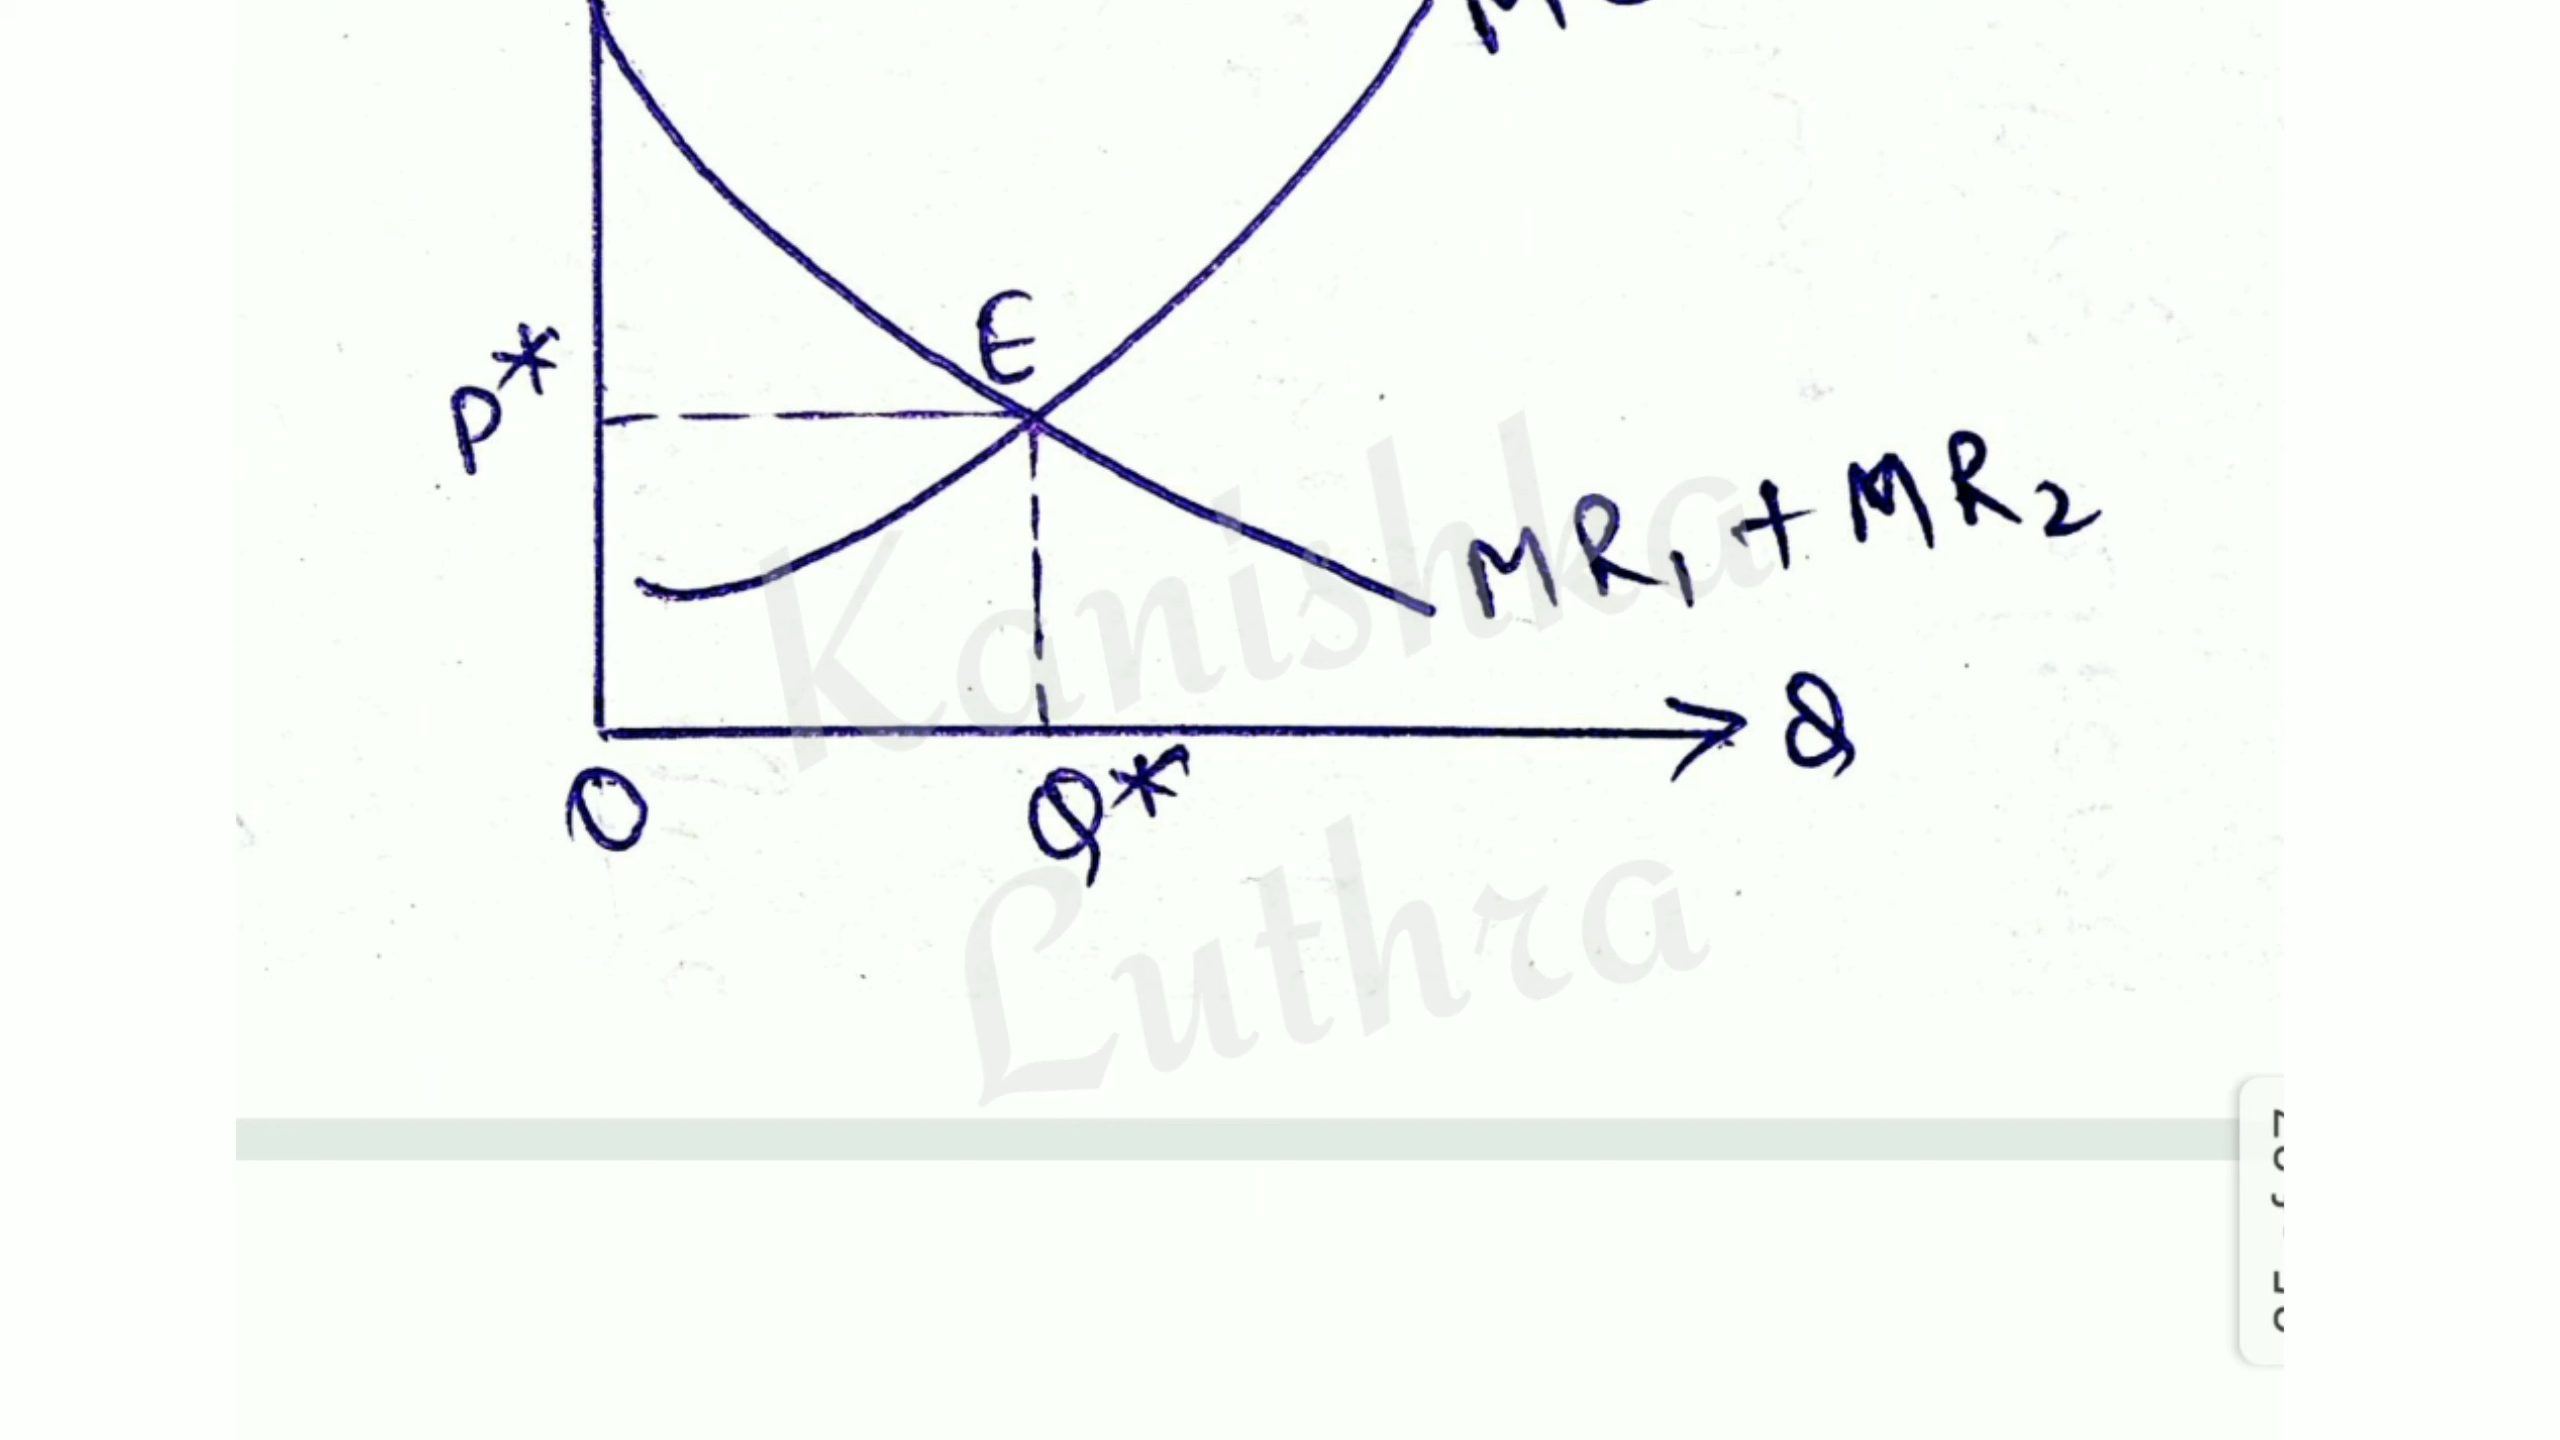 E
P*
MR₁ + MR₂
Q
O
Q*
Kanishka
Luthra